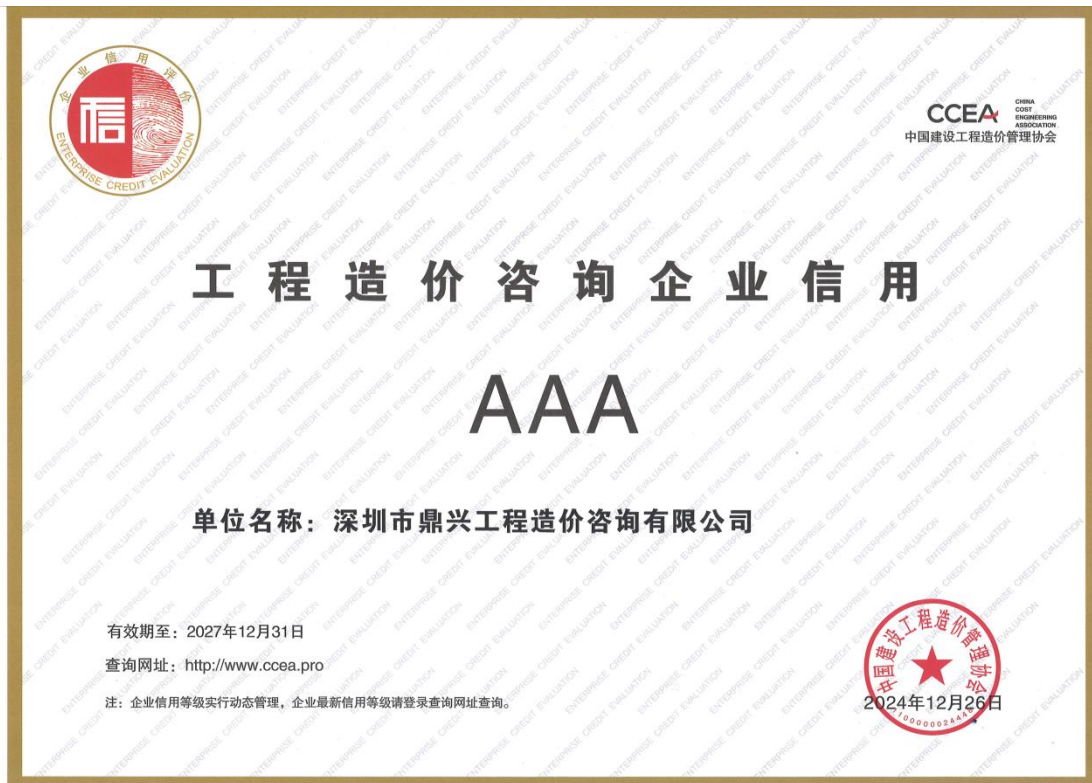 企业信用评价
信
ENTERPRISE CREDIT EVALUATION
CCEA
CHINA
COST
ENGINEERING
ASSOCIATION
中国建设工程造价管理协会
工程造价咨询企业信用
AAA
单位名称：深圳市鼎兴工程造价咨询有限公司
有效期至：2027年12月31日
查询网址：http://www.ccea.pro
注：企业信用等级实行动态管理，企业最新信用等级请登录查询网址查询。
中国建设工程造价管理协会
2024年12月26日